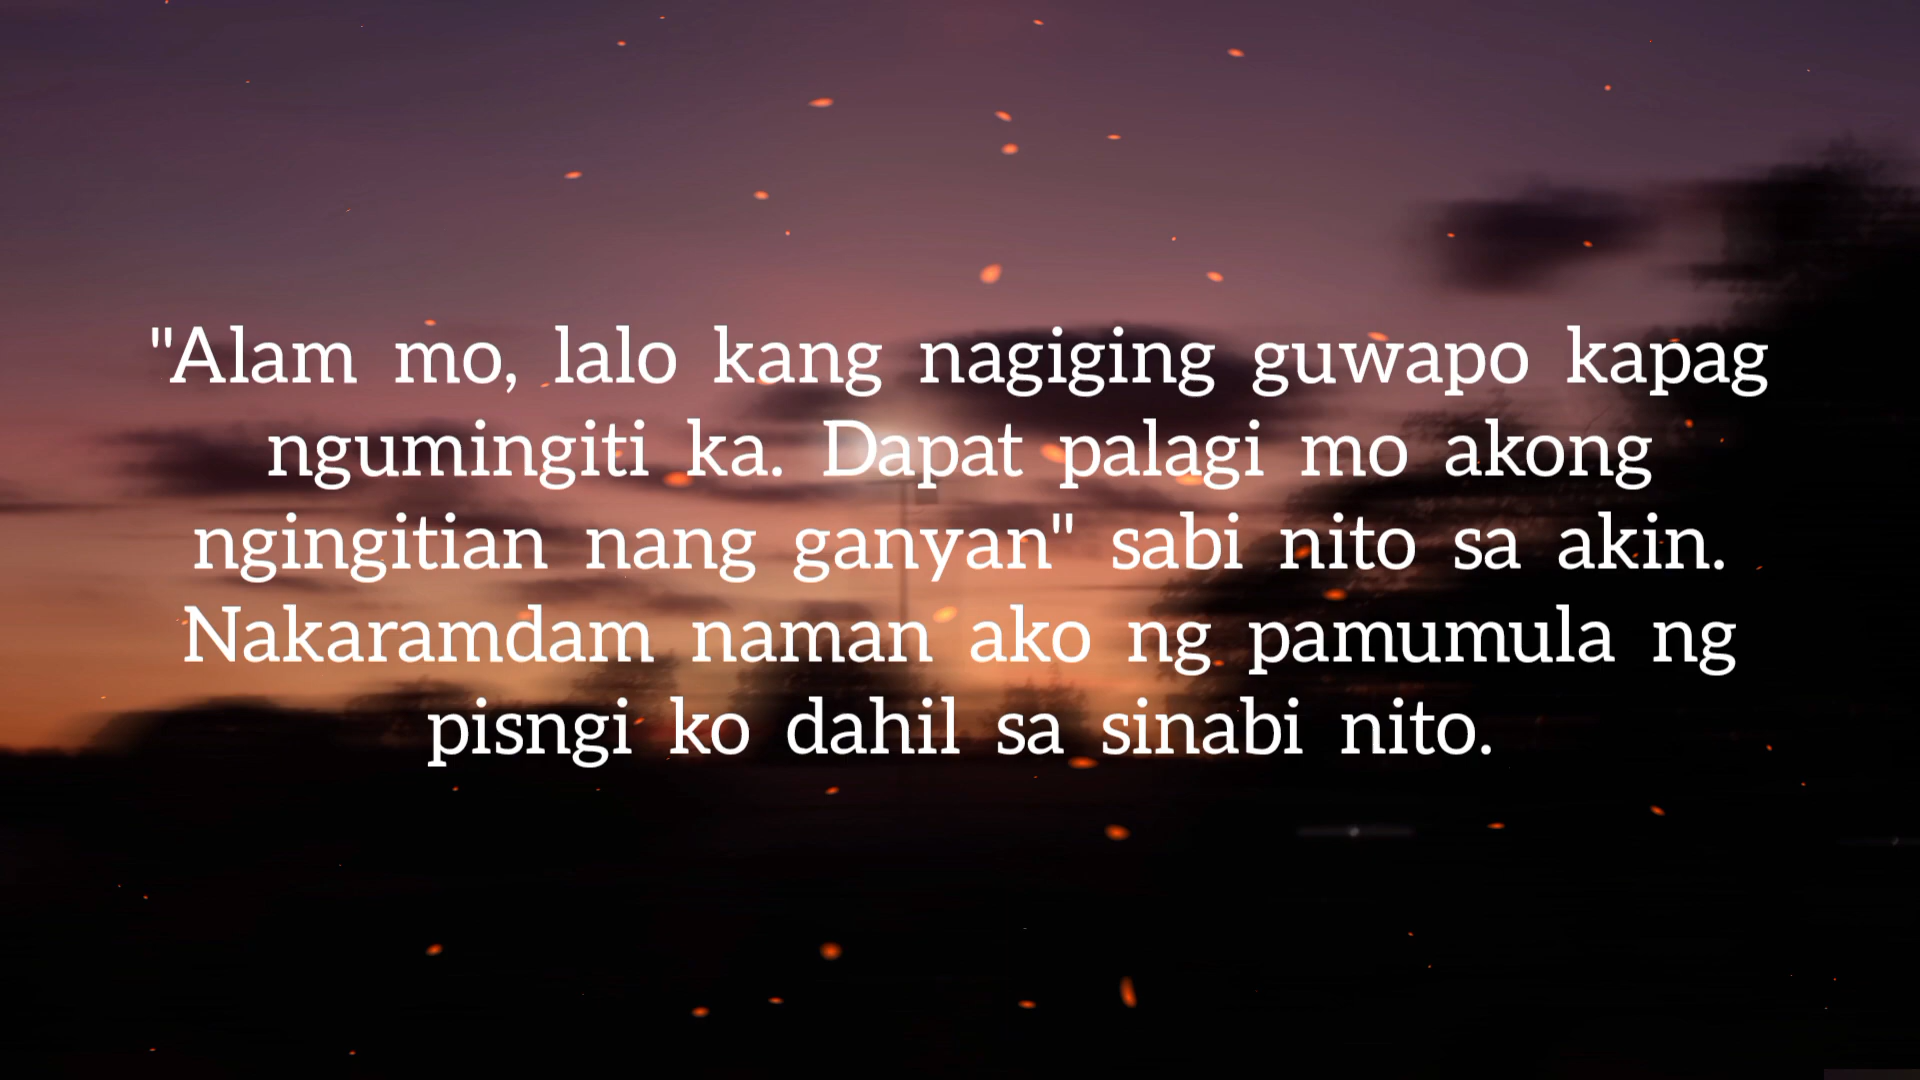 "Alam mo, lalo kang nagiging guwapo kapag
ngumingiti ka. Dapat palagi mo akong
ngingitian nang ganyan" sabi nito sa akin.
Nakaramdam naman ako ng pamumula ng
pisngi ko dahil sa sinabi nito.